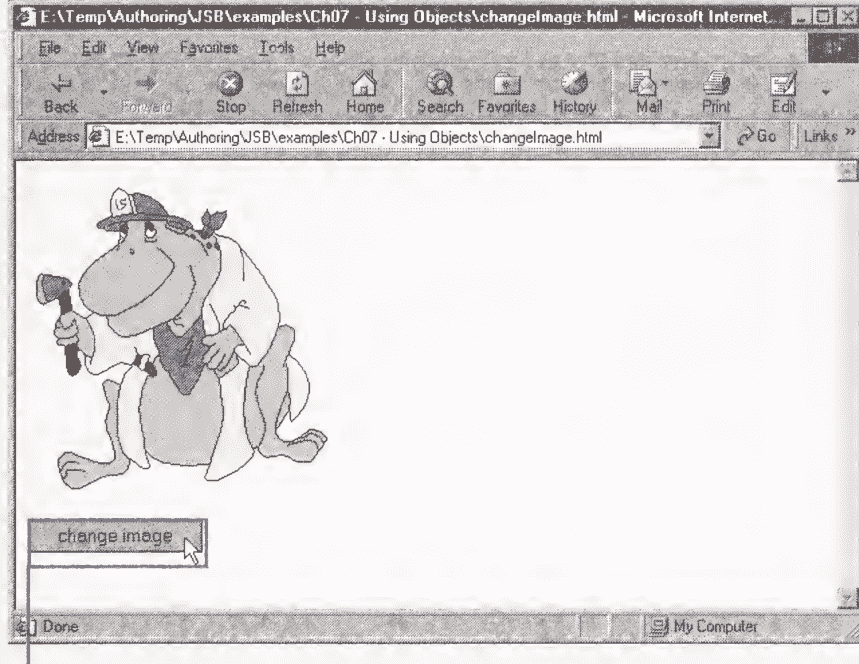 E:\Temp\Authoring\JSB\examples\Ch07 - Using Objects\changeImage.html - Microsoft Internet...
File Edit View Favorites Tools Help
Back Forward Stop Refresh Home Search Favorites History Mail Print Edit
Address E:\Temp\Authoring\JSB\examples\Ch07 - Using Objects\changeImage.html Go Links »
15
change image
Done My Computer